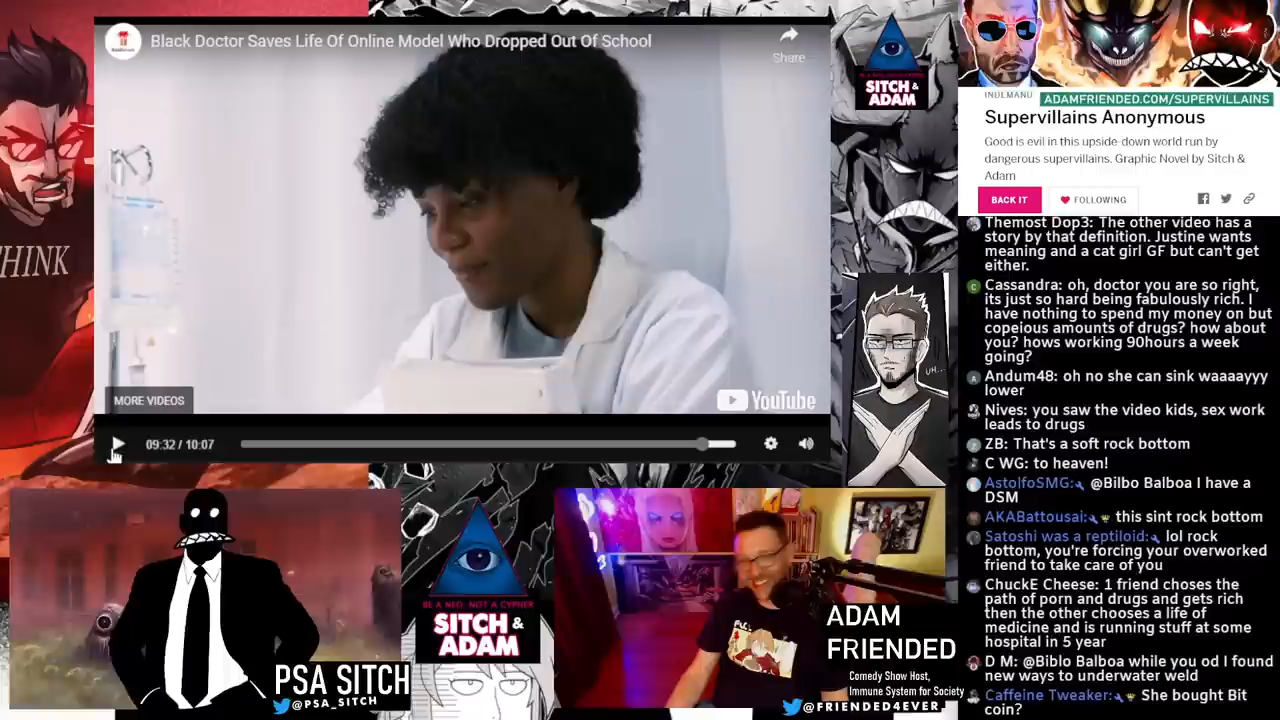 Black Doctor Saves Life Of Online Model Who Dropped Out Of School
Share
MORE VIDEOS
YouTube
09:32 / 10:07
THINK
SITCH &
ADAM
UH...
ADAMFRIENDED.COM/SUPERVILLAINS
Supervillains Anonymous
Good is evil in this upside-down world run by
dangerous supervillains. Graphic Novel by Sitch &
Adam
BACK IT
FOLLOWING
Themost Dop3: The other video has a
story by that definition. Justine wants
meaning and a cat girl GF but can't get
either.
Cassandra: oh, doctor you are so right,
its just so hard being fabulously rich. I
have nothing to spend my money on but
copeious amounts of drugs? how about
you? hows working 90hours a week
going?
Andum48: oh no she can sink waaaayyy
lower
Nives: you saw the video kids, sex work
leads to drugs
ZB: That's a soft rock bottom
C WG: to heaven!
AstolfoSMG: @Bilbo Balboa I have a
DSM
AKABattousai: this sint rock bottom
Satoshi was a reptiloid: lol rock
bottom, you're forcing your overworked
friend to take care of you
ChuckE Cheese: 1 friend choses the
path of porn and drugs and gets rich
then the other chooses a life of
medicine and is running stuff at some
hospital in 5 year
D M: @Biblo Balboa while you od I found
new ways to underwater weld
Caffeine Tweaker: She bought Bit
coin?
PSA SITCH
@PSA_SITCH
BE A NEO, NOT A CYPHER
SITCH &
ADAM
ADAM
FRIENDED
Comedy Show Host,
Immune System for Society
@FRIENDED4EVER